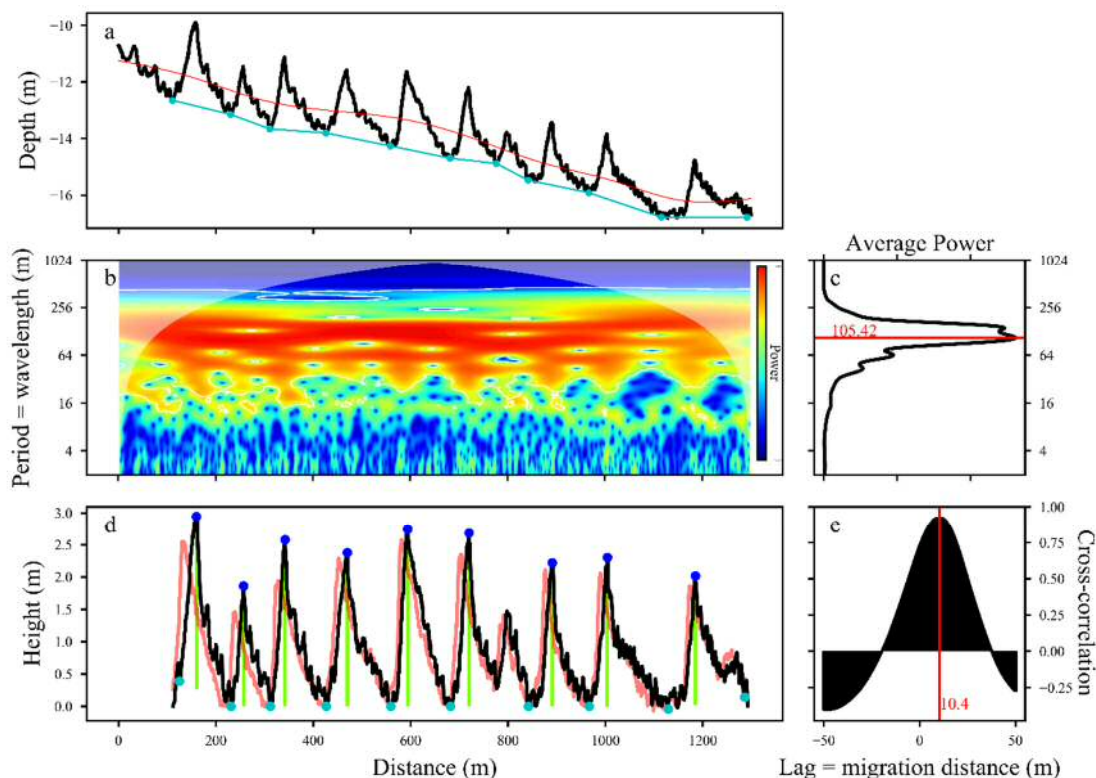 a
Depth (m)
−10
−12
−14
−16
b
Period = wavelength (m)
1024
256
64
16
4
Power
Average Power
c
105.42
1024
256
64
16
4
d
Height (m)
3.0
2.5
2.0
1.5
1.0
0.5
0.0
0 200 400 600 800 1000 1200
Distance (m)
e
10.4
1.00
0.75
0.50
0.25
0.00
−0.25
Cross-correlation
−50 0 50
Lag = migration distance (m)